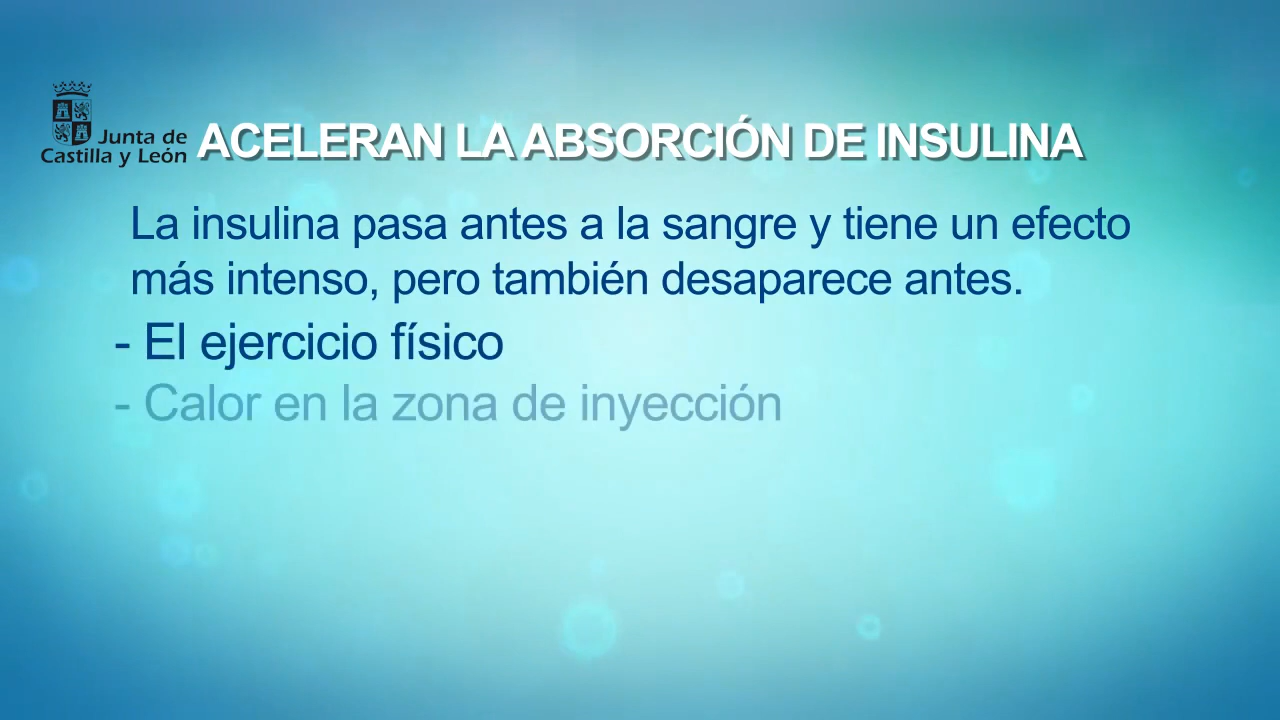 Junta de
Castilla y León
ACELERAN LA ABSORCIÓN DE INSULINA
La insulina pasa antes a la sangre y tiene un efecto
más intenso, pero también desaparece antes.
- El ejercicio físico
- Calor en la zona de inyección